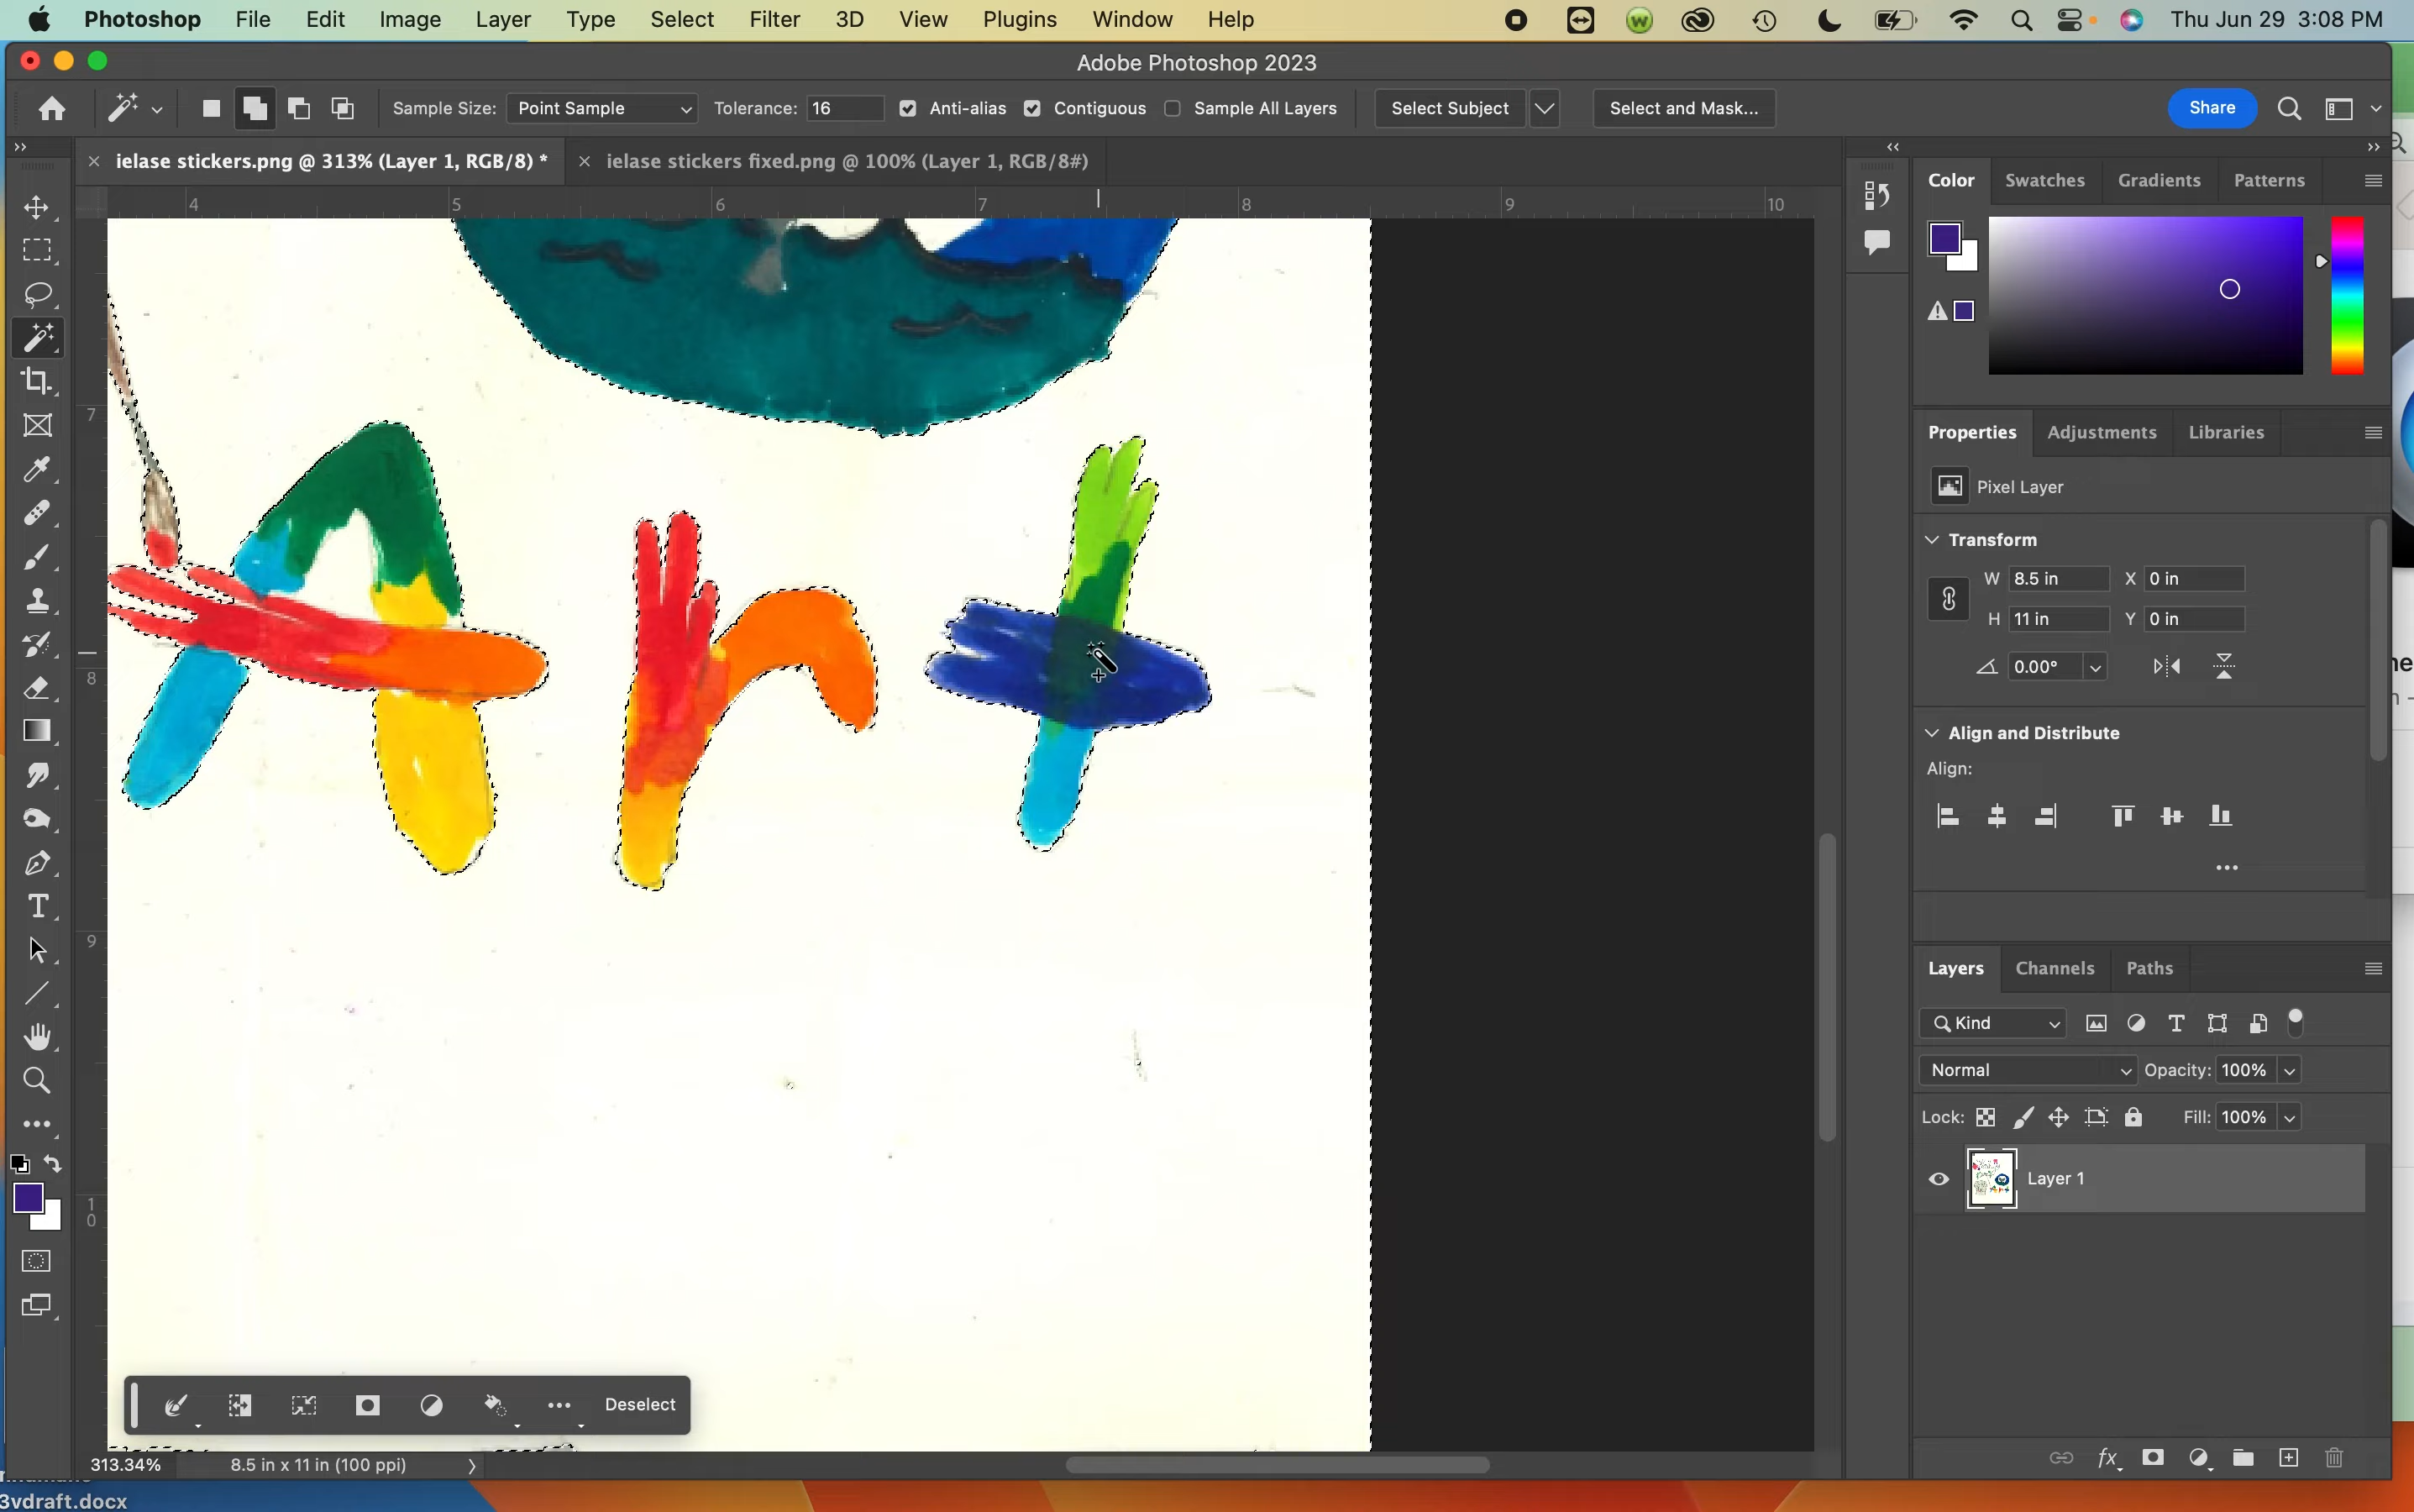 Photoshop File Edit Image Layer Type Select Filter 3D View Plugins Window Help Thu Jun 29 3:08 PM
Adobe Photoshop 2023
Sample Size: Point Sample Tolerance: 16 Anti-alias Contiguous Sample All Layers Select Subject Select and Mask... Share
ielase stickers.png @ 313% (Layer 1, RGB/8) * ielase stickers fixed.png @ 100% (Layer 1, RGB/8#)
4 5 6 7 8 9 10
7
8
9
10
Art
Color Swatches Gradients Patterns
Properties Adjustments Libraries
Pixel Layer
Transform
W 8.5 in X 0 in
H 11 in Y 0 in
0.00°
Align and Distribute
Align:
Layers Channels Paths
Kind
Normal Opacity: 100%
Lock: Fill: 100%
Layer 1
Deselect
313.34% 8.5 in x 11 in (100 ppi)
3vdraft.docx